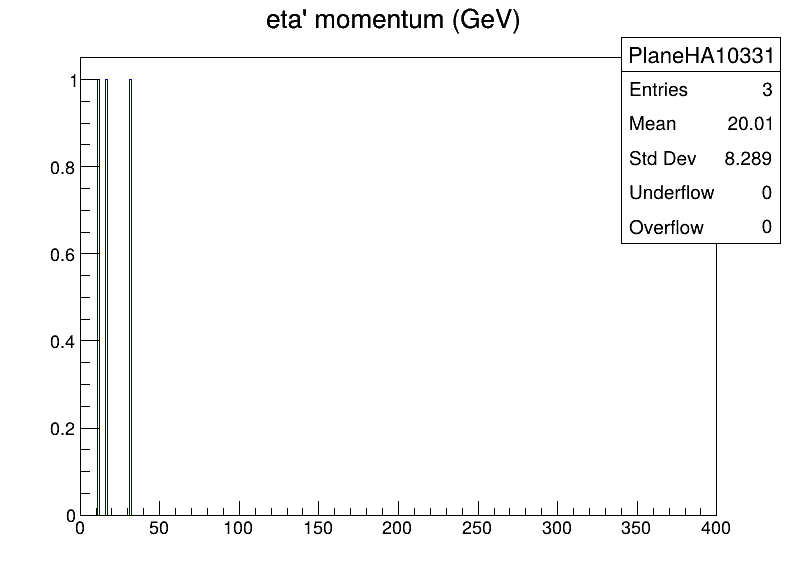 eta' momentum (GeV)
PlaneHA10331
Entries 3
Mean 20.01
Std Dev 8.289
Underflow 0
Overflow 0
1
0.8
0.6
0.4
0.2
0
0 50 100 150 200 250 300 350 400